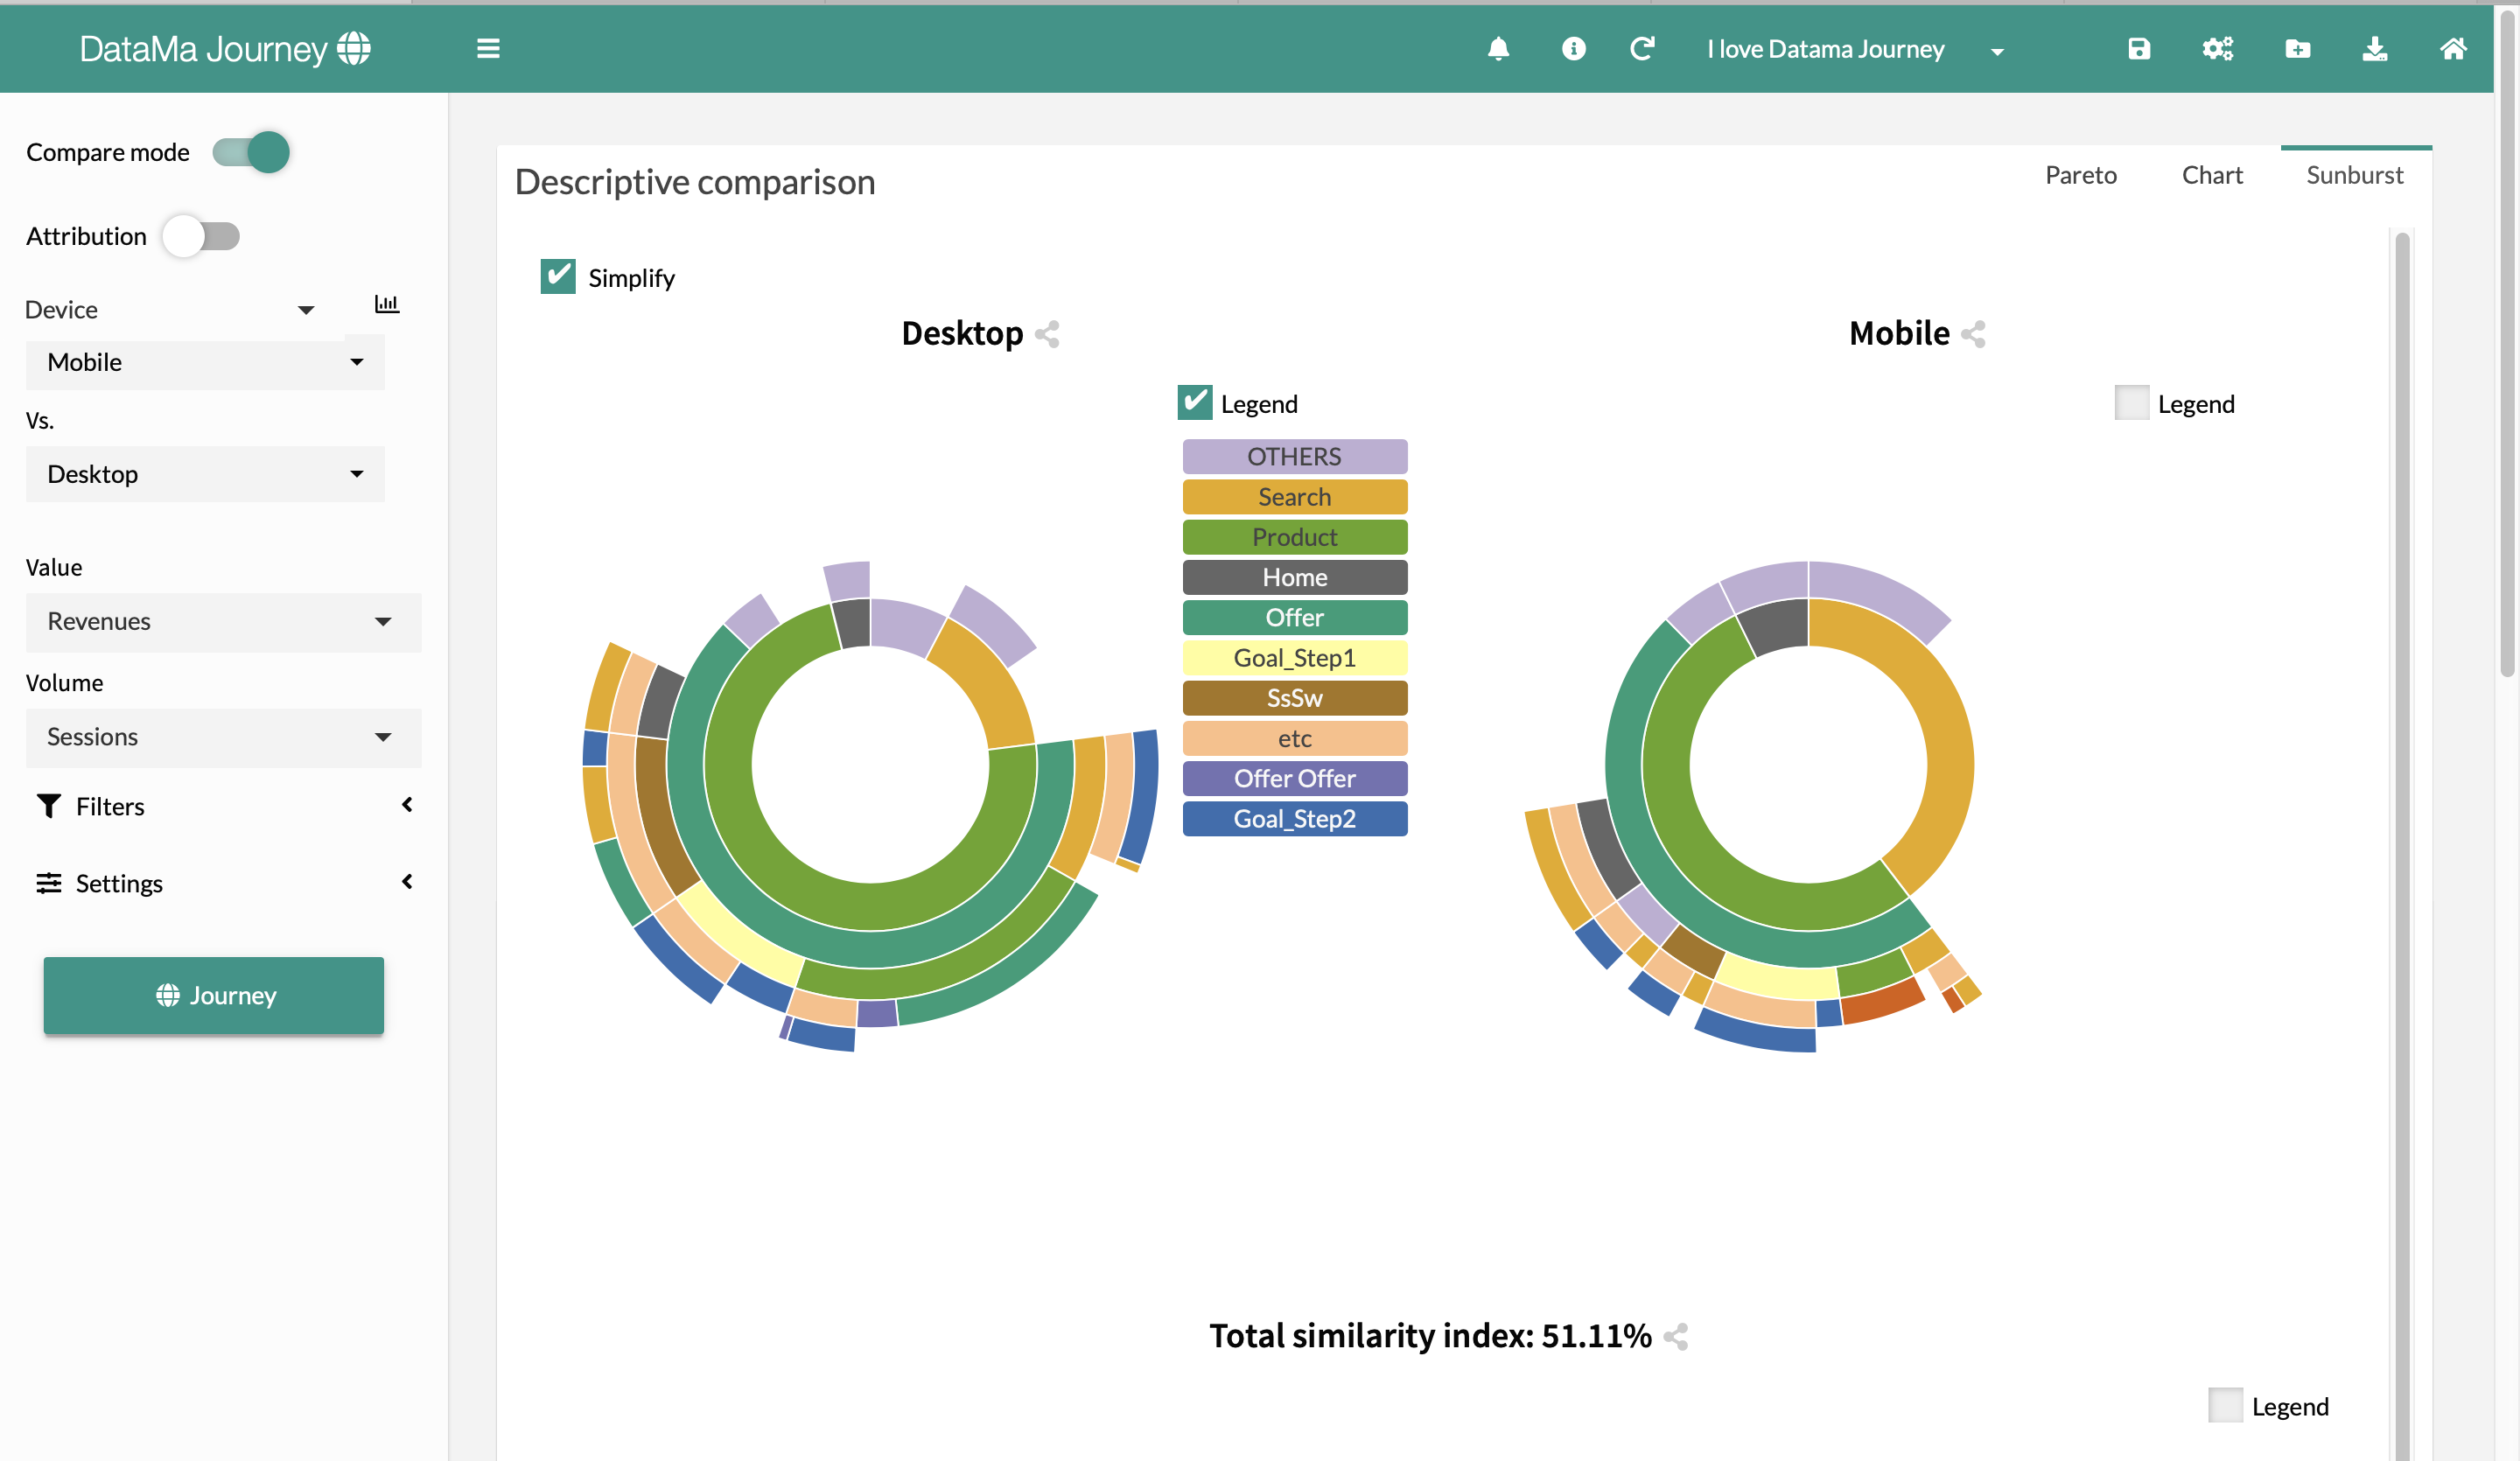 DataMa Journey
I love Datama Journey
Compare mode
Attribution
Device
Mobile
Vs.
Desktop
Value
Revenues
Volume
Sessions
Filters
Settings
Journey
Descriptive comparison
Pareto Chart Sunburst
Simplify
Desktop
Legend
OTHERS
Search
Product
Home
Offer
Goal_Step1
SsSw
etc
Offer Offer
Goal_Step2
Mobile
Legend
Total similarity index: 51.11%
Legend